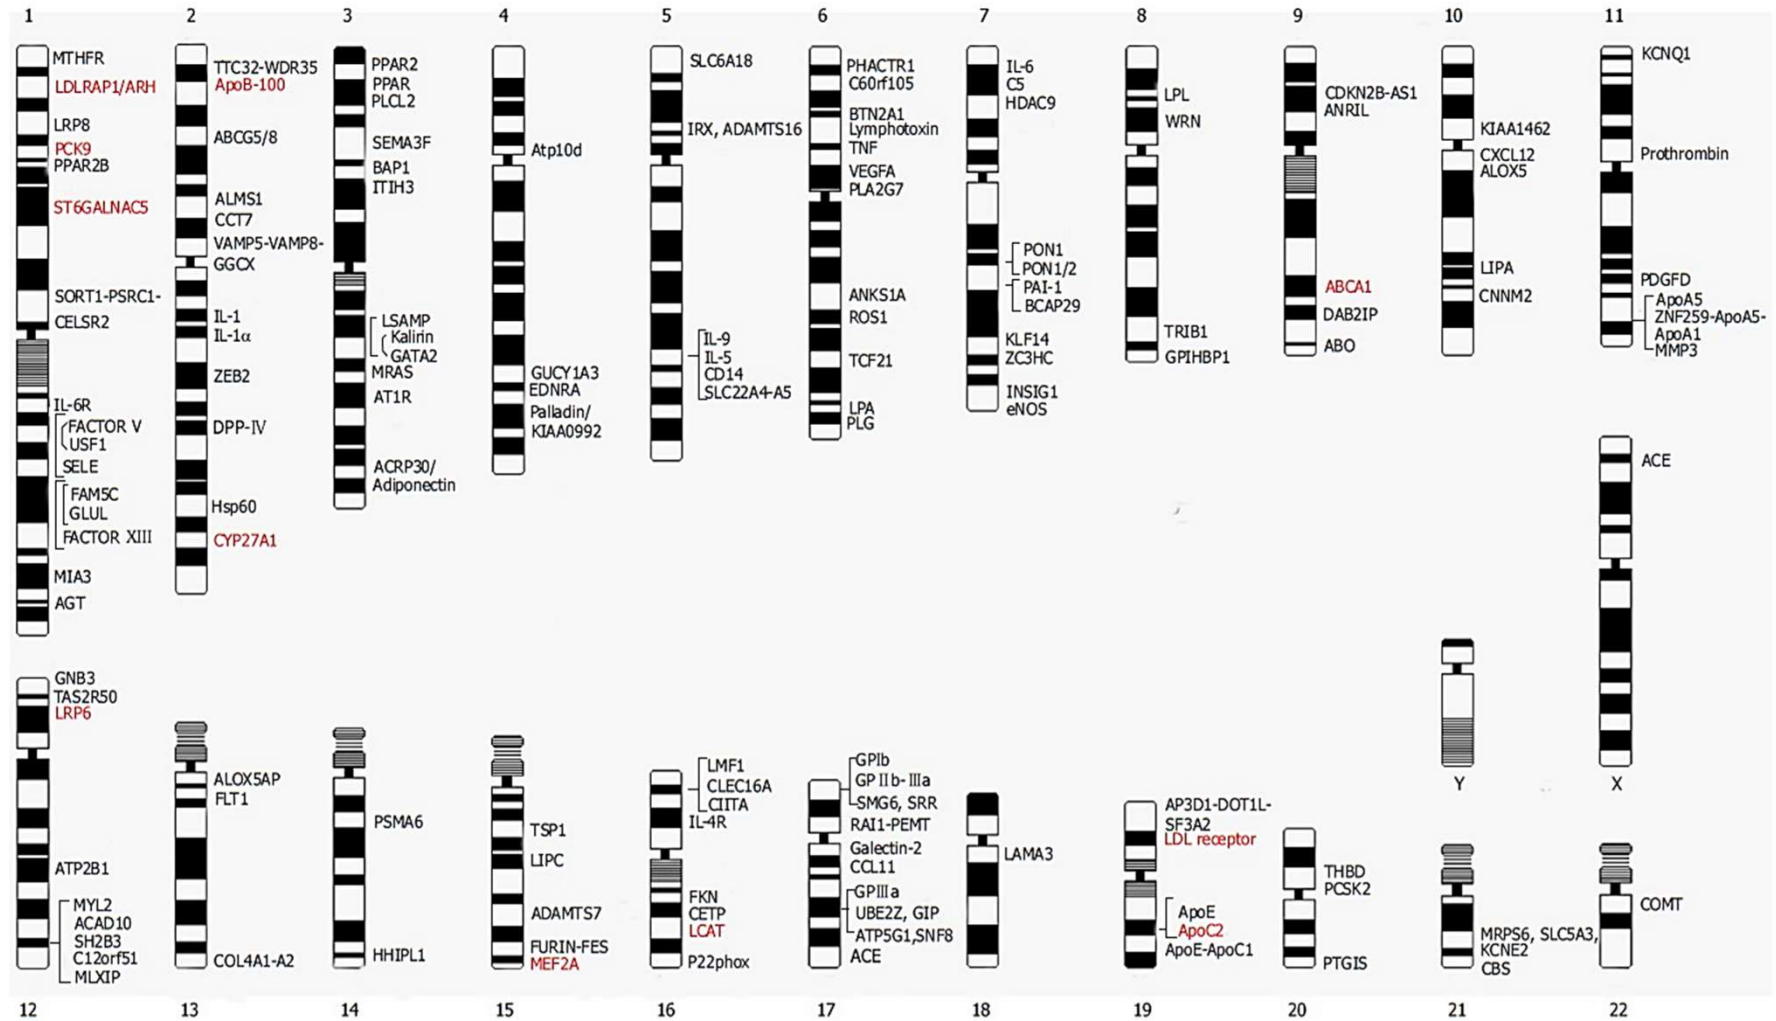 1 2 3 4 5 6 7 8 9 10 11
MTHFR
LDLRAP1/ARH
LRP8
PCK9
PPAR2B
ST6GALNAC5
SORT1-PSRC1-
CELSR2
IL-6R
FACTOR V
USF1
SELE
FAM5C
GLUL
FACTOR XIII
MIA3
AGT
TTC32-WDR35
ApoB-100
ABCG5/8
ALMS1
CCT7
VAMP5-VAMP8-
GGCX
IL-1
IL-1α
ZEB2
DPP-IV
Hsp60
CYP27A1
PPAR2
PPAR
PLCL2
SEMA3F
BAP1
ITIH3
LSAMP
Kalirin
GATA2
MRAS
AT1R
ACRP30/
Adiponectin
Atp10d
GUCY1A3
EDNRA
Palladin/
KIAA0992
SLC6A18
IRX, ADAMTS16
IL-9
IL-5
CD14
SLC22A4-A5
PHACTR1
C60rf105
BTN2A1
Lymphotoxin
TNF
VEGFA
PLA2G7
ANKS1A
ROS1
TCF21
LPA
PLG
IL-6
C5
HDAC9
PON1
PON1/2
PAI-1
BCAP29
KLF14
ZC3HC
INSIG1
eNOS
LPL
WRN
TRIB1
GPIHBP1
CDKN2B-AS1
ANRIL
ABCA1
DAB2IP
ABO
KIAA1462
CXCL12
ALOX5
LIPA
CNNM2
KCNQ1
Prothrombin
PDGFD
ApoA5
ZNF259-ApoA5-
ApoA1
MMP3
ACE
GNB3
TAS2R50
LRP6
ATP2B1
MYL2
ACAD10
SH2B3
C12orf51
MLXIP
ALOX5AP
FLT1
COL4A1-A2
PSMA6
HHIPL1
TSP1
LIPC
ADAMTS7
FURIN-FES
MEF2A
LMF1
CLEC16A
CIITA
IL-4R
FKN
CETP
LCAT
P22phox
GPIb
GPIIb-IIIa
SMG6, SRR
RAI1-PEMT
Galectin-2
CCL11
GPIIIa
UBE2Z, GIP
ATP5G1,SNF8
ACE
LAMA3
AP3D1-DOT1L-
SF3A2
LDL receptor
ApoE
ApoC2
ApoE-ApoC1
THBD
PCSK2
PTGIS
Y X
MRPS6, SLC5A3,
KCNE2
CBS
COMT
12 13 14 15 16 17 18 19 20 21 22